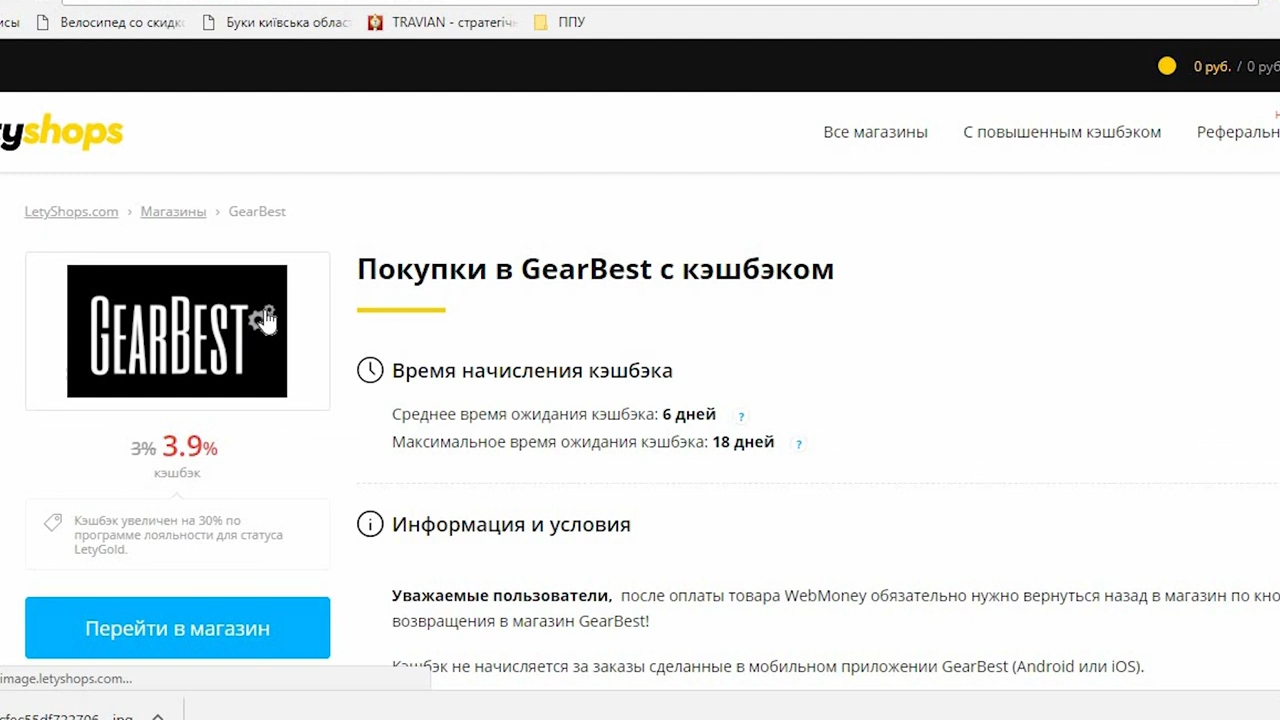 исы Велосипед со скидк Буки київська облас TRAVIAN - стратегіч ППУ
0 руб. / 0 руб
tyshops Все магазины С повышенным кэшбэком Рефераль
LetyShops.com › Магазины › GearBest
GEARBEST
Покупки в GearBest с кэшбэком
Время начисления кэшбэка
Среднее время ожидания кэшбэка: 6 дней ?
Максимальное время ожидания кэшбэка: 18 дней ?
3% 3.9%
кэшбэк
Кэшбэк увеличен на 30% по
программе лояльности для статуса
LetyGold.
Перейти в магазин
Информация и условия
Уважаемые пользователи, после оплаты товара WebMoney обязательно нужно вернуться назад в магазин по кно
возвращения в магазин GearBest!
Кэшбэк не начисляется за заказы сделанные в мобильном приложении GearBest (Android или iOS).
image.letyshops.com...